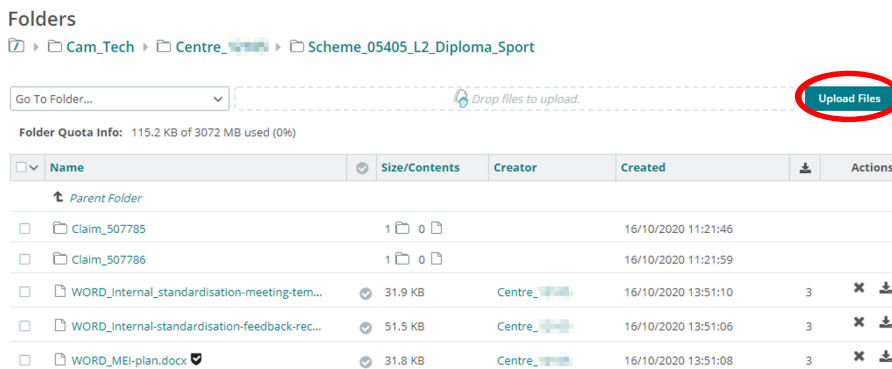 Folders
Cam_Tech Centre_ Scheme_05405_L2_Diploma_Sport
Go To Folder... Drop files to upload. Upload Files
Folder Quota Info: 115.2 KB of 3072 MB used (0%)
Name Size/Contents Creator Created Actions
Parent Folder
Claim_507785 1 0 16/10/2020 11:21:46
Claim_507786 1 0 16/10/2020 11:21:59
WORD_Internal_standardisation-meeting-tem... 31.9 KB Centre_ 16/10/2020 13:51:10 3
WORD_Internal-standardisation-feedback-rec... 51.5 KB Centre_ 16/10/2020 13:51:06 3
WORD_MEI-plan.docx 31.8 KB Centre_ 16/10/2020 13:51:08 3